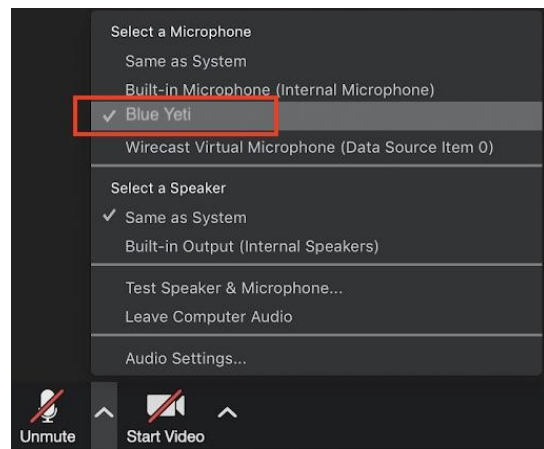 Select a Microphone
Same as System
Built-in Microphone (Internal Microphone)
✓ Blue Yeti
Wirecast Virtual Microphone (Data Source Item 0)
Select a Speaker
✓ Same as System
Built-in Output (Internal Speakers)
Test Speaker & Microphone...
Leave Computer Audio
Audio Settings...
Unmute
Start Video